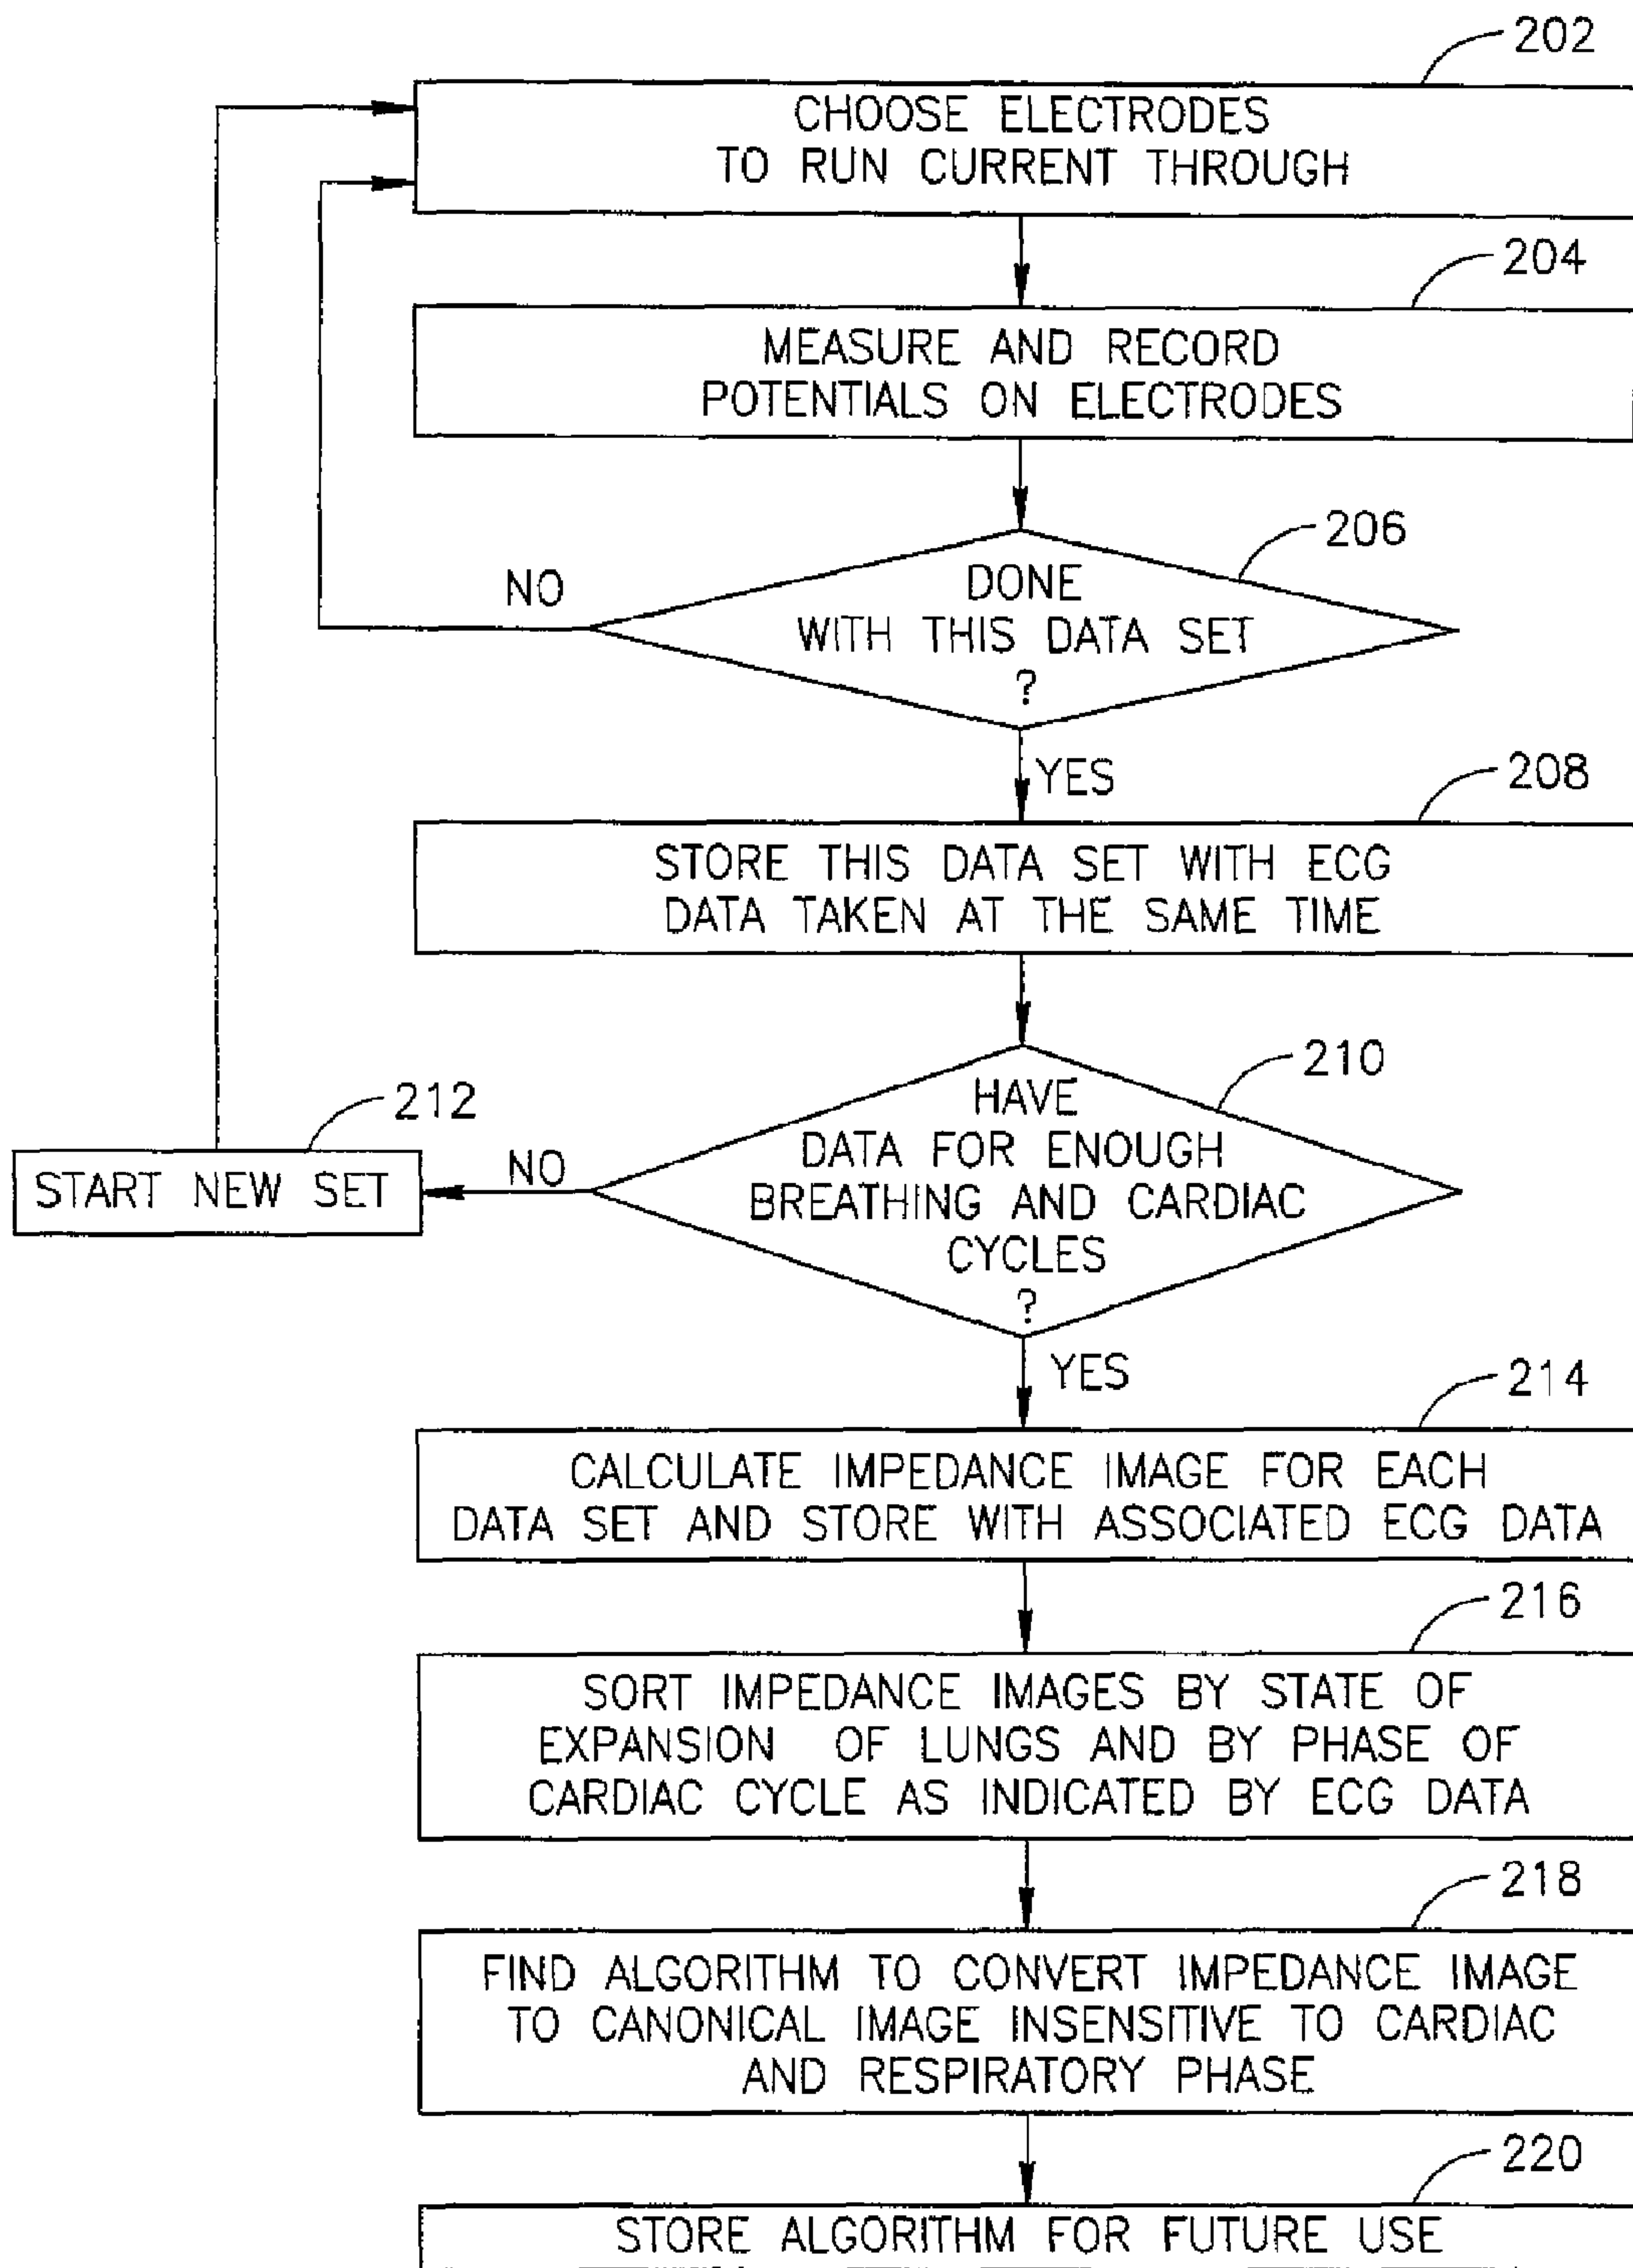 202
CHOOSE ELECTRODES
TO RUN CURRENT THROUGH
204
MEASURE AND RECORD
POTENTIALS ON ELECTRODES
206
DONE
WITH THIS DATA SET
?
NO
YES
208
STORE THIS DATA SET WITH ECG
DATA TAKEN AT THE SAME TIME
210
HAVE
DATA FOR ENOUGH
BREATHING AND CARDIAC
CYCLES
?
NO
212
START NEW SET
YES
214
CALCULATE IMPEDANCE IMAGE FOR EACH
DATA SET AND STORE WITH ASSOCIATED ECG DATA
216
SORT IMPEDANCE IMAGES BY STATE OF
EXPANSION OF LUNGS AND BY PHASE OF
CARDIAC CYCLE AS INDICATED BY ECG DATA
218
FIND ALGORITHM TO CONVERT IMPEDANCE IMAGE
TO CANONICAL IMAGE INSENSITIVE TO CARDIAC
AND RESPIRATORY PHASE
220
STORE ALGORITHM FOR FUTURE USE